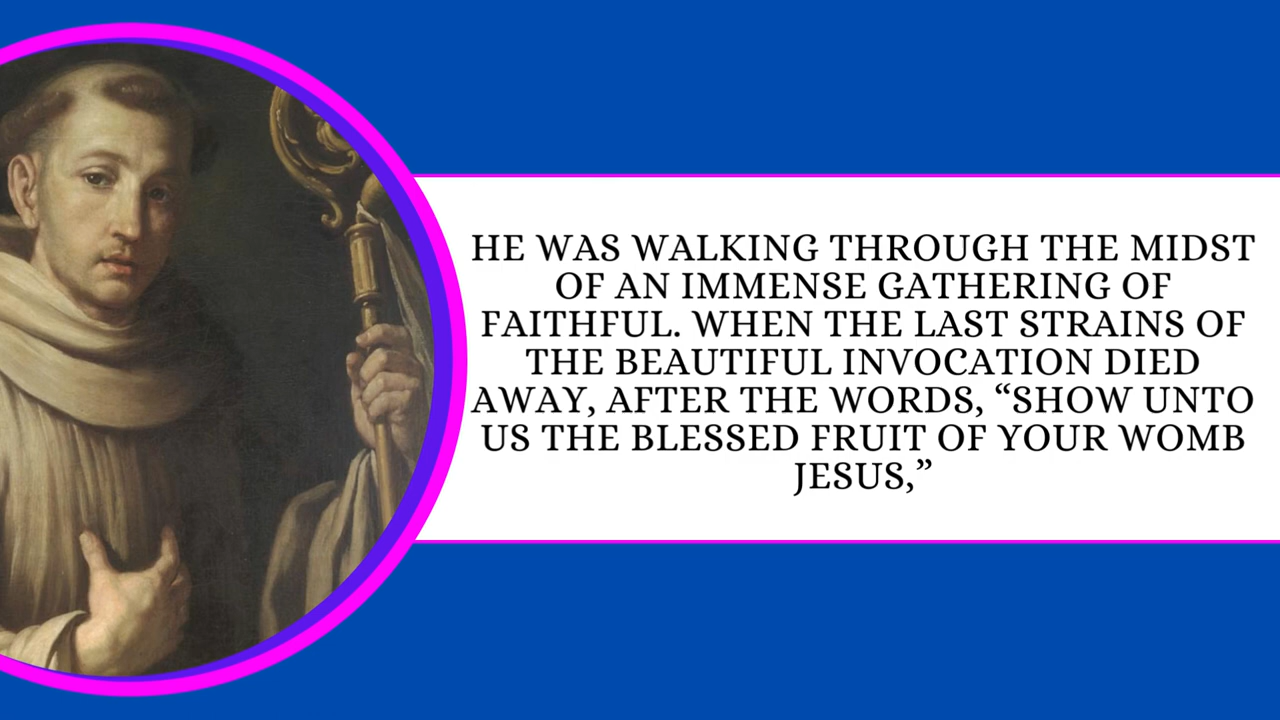 HE WAS WALKING THROUGH THE MIDST
OF AN IMMENSE GATHERING OF
FAITHFUL. WHEN THE LAST STRAINS OF
THE BEAUTIFUL INVOCATION DIED
AWAY, AFTER THE WORDS, “SHOW UNTO
US THE BLESSED FRUIT OF YOUR WOMB
JESUS,”